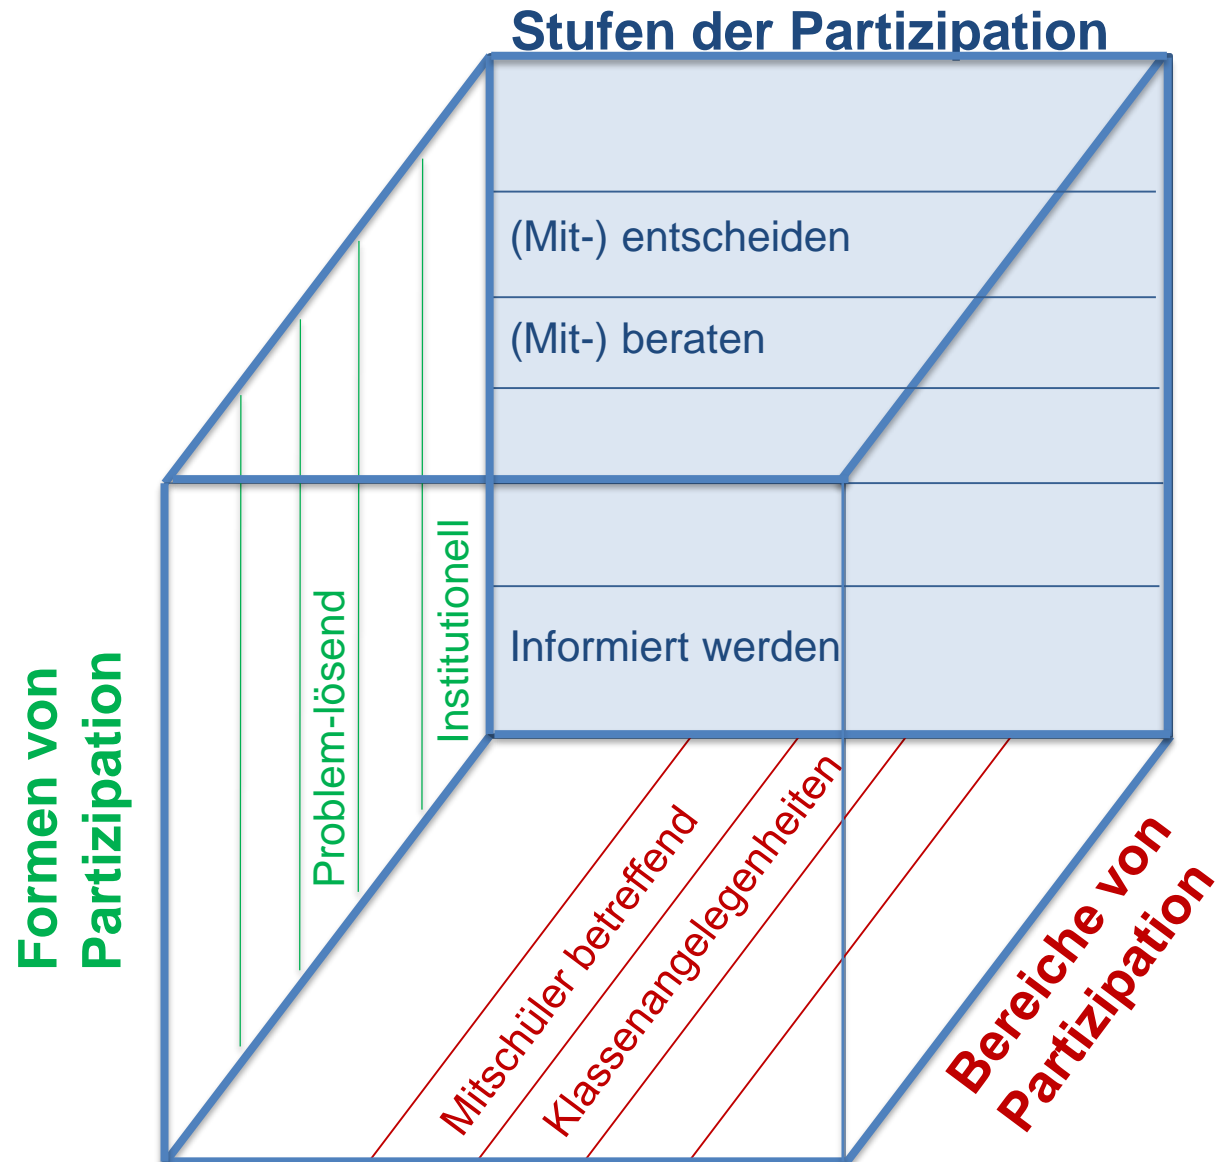 Stufen der Partizipation
(Mit-) entscheiden
(Mit-) beraten
Informiert werden
Formen von
Partizipation
Problem-lösend
Institutionell
Mitschüler betreffend
Klassenangelegenheiten
Bereiche von
Partizipation